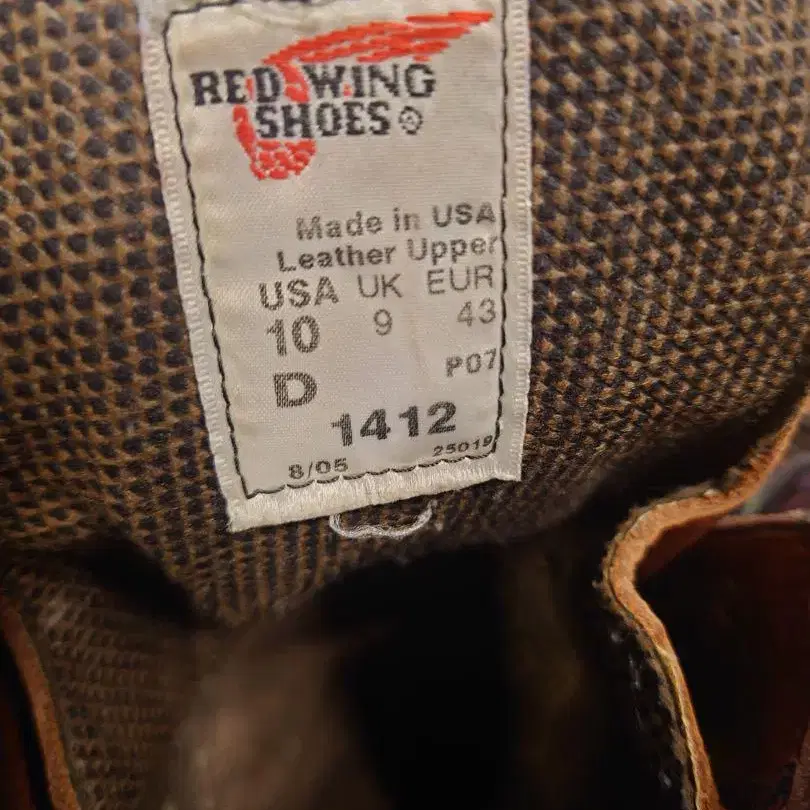 RED WING
SHOES ®
Made in USA
Leather Upper
USA UK EUR
10 9 43
D P07
1412
8/05 25019